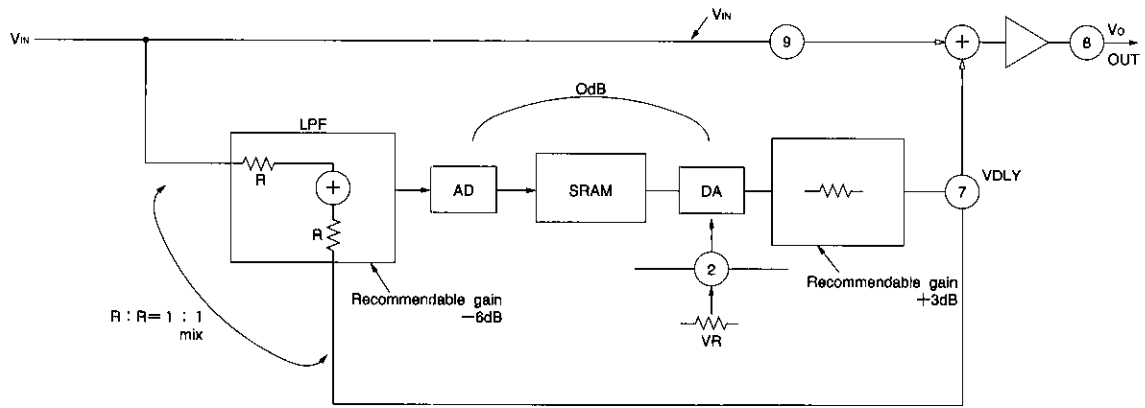 VIN
VIN
9
+
8
Vo
OUT
OdB
LPF
R
+
R
AD
SRAM
DA
7
VDLY
2
VR
Recommendable gain
−6dB
Recommendable gain
+3dB
R : R = 1 : 1
mix